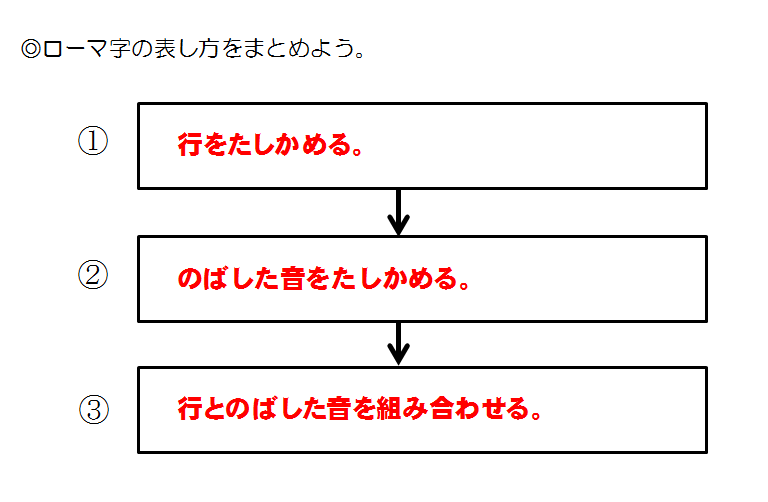 ◎ローマ字の表し方をまとめよう。
① 行をたしかめる。
② のばした音をたしかめる。
③ 行とのばした音を組み合わせる。